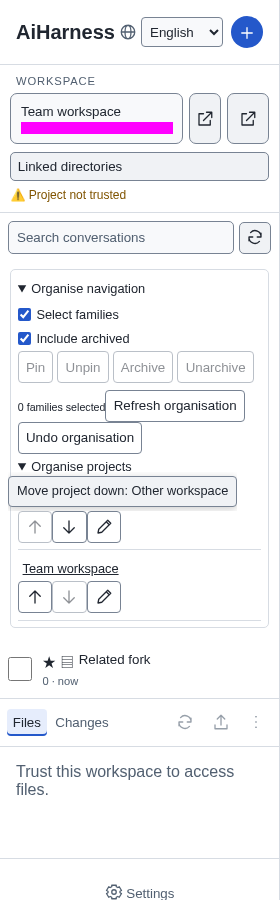 AiHarness English
WORKSPACE
Team workspace
Linked directories
Project not trusted
Search conversations
Organise navigation
Select families
Include archived
Pin Unpin Archive Unarchive
0 families selected Refresh organisation
Undo organisation
Organise projects
Move project down: Other workspace
Team workspace
Related fork
0 · now
Files Changes
Trust this workspace to access
files.
Settings